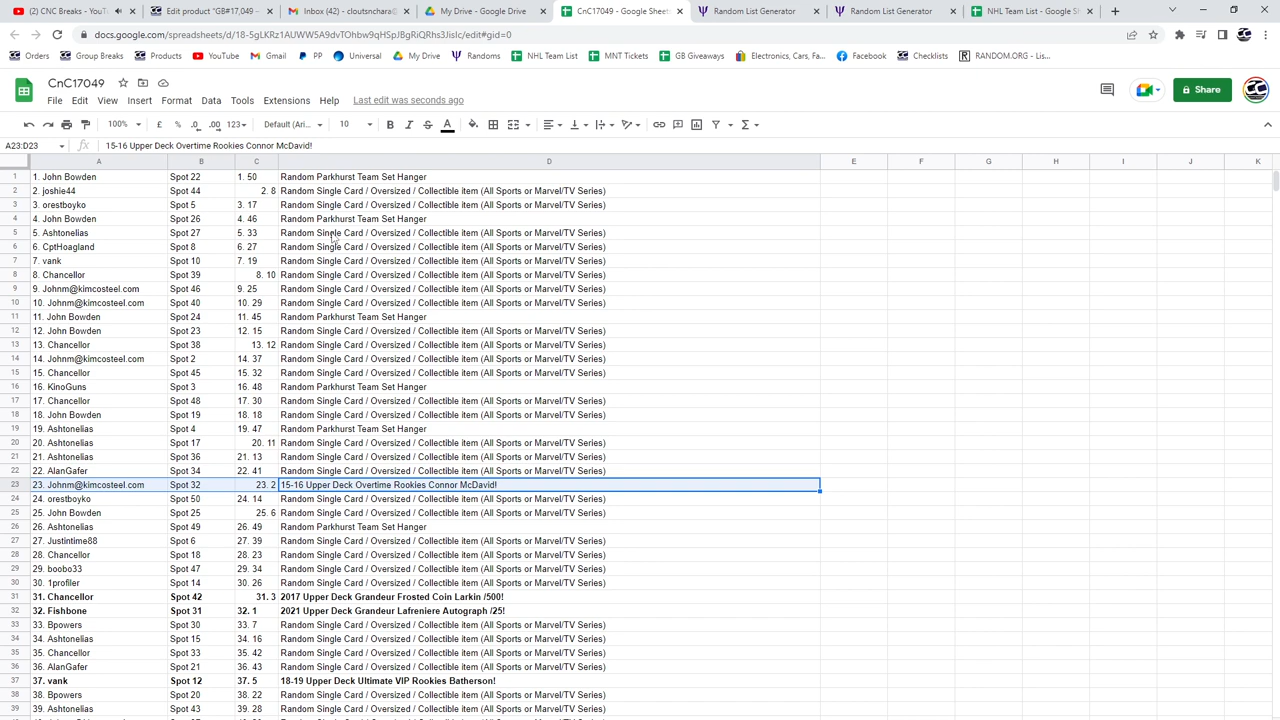 (2) CNC Breaks - YouTube
Edit product "GB#17,049 - 
Inbox (42) - cloutsnchara@
My Drive - Google Drive
CnC17049 - Google Sheets
Random List Generator
Random List Generator
NHL Team List - Google Sheets
docs.google.com/spreadsheets/d/18-5gLKRz1AUWW5A9dvTOhbw9qHSpJBgRiQRhs3JisIc/edit#gid=0
Orders
Group Breaks
Products
YouTube
Gmail
PP
Universal
My Drive
Randoms
NHL Team List
MNT Tickets
GB Giveaways
Electronics, Cars, Fa...
Facebook
Checklists
RANDOM.ORG - Lis...
CnC17049
File Edit View Insert Format Data Tools Extensions Help Last edit was seconds ago
Share
100% £ % .0 .00 123 Default (Ari... 10 B I S A
A23:D23 fx 15-16 Upper Deck Overtime Rookies Connor McDavid!
A B C D E F G H I J K
1 1. John Bowden Spot 22 1. 50 Random Parkhurst Team Set Hanger
2 2. joshie44 Spot 44 2. 8 Random Single Card / Oversized / Collectible item (All Sports or Marvel/TV Series)
3 3. orestboyko Spot 5 3. 17 Random Single Card / Oversized / Collectible item (All Sports or Marvel/TV Series)
4 4. John Bowden Spot 26 4. 46 Random Parkhurst Team Set Hanger
5 5. Ashtonelias Spot 27 5. 33 Random Single Card / Oversized / Collectible item (All Sports or Marvel/TV Series)
6 6. CptHoagland Spot 8 6. 27 Random Single Card / Oversized / Collectible item (All Sports or Marvel/TV Series)
7 7. vank Spot 10 7. 19 Random Single Card / Oversized / Collectible item (All Sports or Marvel/TV Series)
8 8. Chancellor Spot 39 8. 10 Random Single Card / Oversized / Collectible item (All Sports or Marvel/TV Series)
9 9. Johnm@kimcosteel.com Spot 46 9. 25 Random Single Card / Oversized / Collectible item (All Sports or Marvel/TV Series)
10 10. Johnm@kimcosteel.com Spot 40 10. 29 Random Single Card / Oversized / Collectible item (All Sports or Marvel/TV Series)
11 11. John Bowden Spot 24 11. 45 Random Parkhurst Team Set Hanger
12 12. John Bowden Spot 23 12. 15 Random Single Card / Oversized / Collectible item (All Sports or Marvel/TV Series)
13 13. Chancellor Spot 38 13. 12 Random Single Card / Oversized / Collectible item (All Sports or Marvel/TV Series)
14 14. Johnm@kimcosteel.com Spot 2 14. 37 Random Single Card / Oversized / Collectible item (All Sports or Marvel/TV Series)
15 15. Chancellor Spot 45 15. 32 Random Single Card / Oversized / Collectible item (All Sports or Marvel/TV Series)
16 16. KinoGuns Spot 3 16. 48 Random Parkhurst Team Set Hanger
17 17. Chancellor Spot 48 17. 30 Random Single Card / Oversized / Collectible item (All Sports or Marvel/TV Series)
18 18. John Bowden Spot 19 18. 18 Random Single Card / Oversized / Collectible item (All Sports or Marvel/TV Series)
19 19. Ashtonelias Spot 4 19. 47 Random Parkhurst Team Set Hanger
20 20. Ashtonelias Spot 17 20. 11 Random Single Card / Oversized / Collectible item (All Sports or Marvel/TV Series)
21 21. Ashtonelias Spot 36 21. 13 Random Single Card / Oversized / Collectible item (All Sports or Marvel/TV Series)
22 22. AlanGafer Spot 34 22. 41 Random Single Card / Oversized / Collectible item (All Sports or Marvel/TV Series)
23 23. Johnm@kimcosteel.com Spot 32 23. 2 15-16 Upper Deck Overtime Rookies Connor McDavid!
24 24. orestboyko Spot 50 24. 14 Random Single Card / Oversized / Collectible item (All Sports or Marvel/TV Series)
25 25. John Bowden Spot 25 25. 6 Random Single Card / Oversized / Collectible item (All Sports or Marvel/TV Series)
26 26. Ashtonelias Spot 49 26. 49 Random Parkhurst Team Set Hanger
27 27. Justintime88 Spot 6 27. 39 Random Single Card / Oversized / Collectible item (All Sports or Marvel/TV Series)
28 28. Chancellor Spot 18 28. 23 Random Single Card / Oversized / Collectible item (All Sports or Marvel/TV Series)
29 29. boobo33 Spot 47 29. 34 Random Single Card / Oversized / Collectible item (All Sports or Marvel/TV Series)
30 30. 1profiler Spot 14 30. 26 Random Single Card / Oversized / Collectible item (All Sports or Marvel/TV Series)
31 31. Chancellor Spot 42 31. 3 2017 Upper Deck Grandeur Frosted Coin Larkin /500!
32 32. Fishbone Spot 31 32. 1 2021 Upper Deck Grandeur Lafreniere Autograph /25!
33 33. Bpowers Spot 30 33. 7 Random Single Card / Oversized / Collectible item (All Sports or Marvel/TV Series)
34 34. Ashtonelias Spot 15 34. 16 Random Single Card / Oversized / Collectible item (All Sports or Marvel/TV Series)
35 35. Chancellor Spot 33 35. 42 Random Single Card / Oversized / Collectible item (All Sports or Marvel/TV Series)
36 36. AlanGafer Spot 21 36. 43 Random Single Card / Oversized / Collectible item (All Sports or Marvel/TV Series)
37 37. vank Spot 12 37. 5 18-19 Upper Deck Ultimate VIP Rookies Batherson!
38 38. Bpowers Spot 20 38. 22 Random Single Card / Oversized / Collectible item (All Sports or Marvel/TV Series)
39 39. Ashtonelias Spot 43 39. 28 Random Single Card / Oversized / Collectible item (All Sports or Marvel/TV Series)